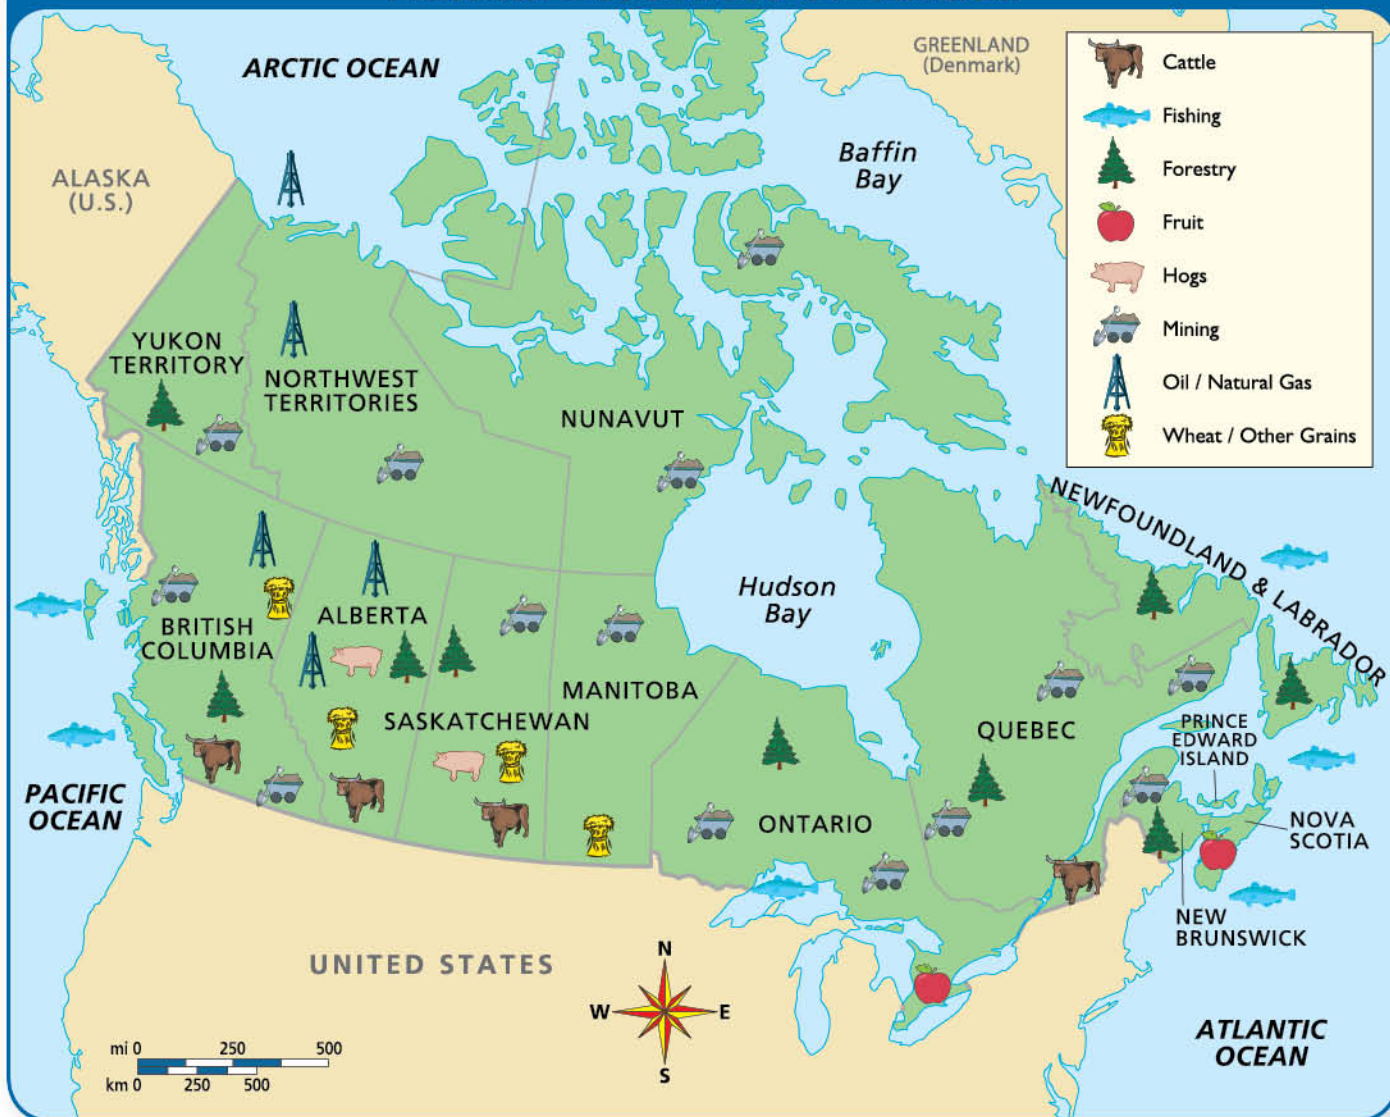 ARCTIC OCEAN
GREENLAND
(Denmark)
Cattle
Fishing
Forestry
Fruit
Hogs
Mining
Oil / Natural Gas
Wheat / Other Grains
Baffin
Bay
ALASKA
(U.S.)
YUKON
TERRITORY
NORTHWEST
TERRITORIES
NUNAVUT
NEWFOUNDLAND & LABRADOR
Hudson
Bay
BRITISH
COLUMBIA
ALBERTA
MANITOBA
SASKATCHEWAN
QUEBEC
PRINCE
EDWARD
ISLAND
PACIFIC
OCEAN
ONTARIO
NOVA
SCOTIA
NEW
BRUNSWICK
UNITED STATES
N
W E
S
ATLANTIC
OCEAN
mi 0 250 500
km 0 250 500